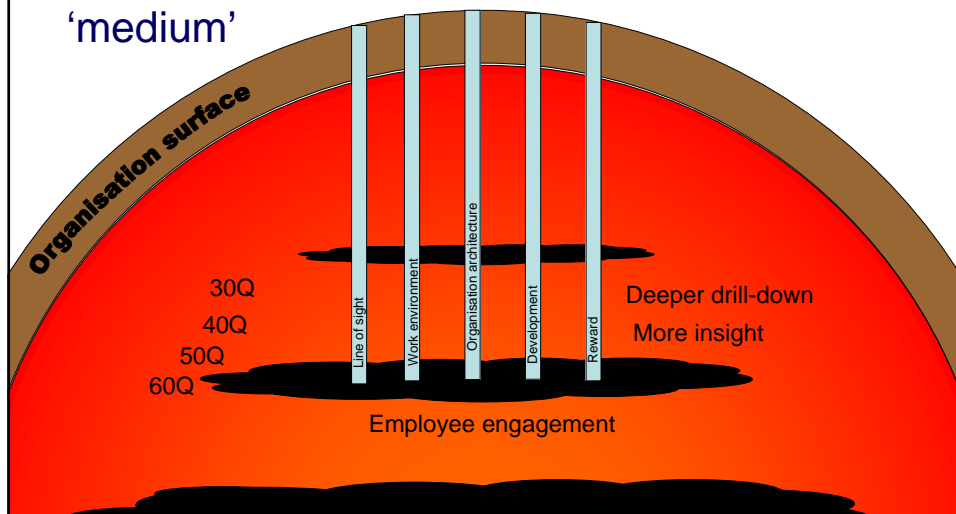 ‘medium’
Organisation surface
Line of sight
Work environment
Organisation architecture
Development
Reward
30Q
40Q
50Q
60Q
Deeper drill-down
More insight
Employee engagement